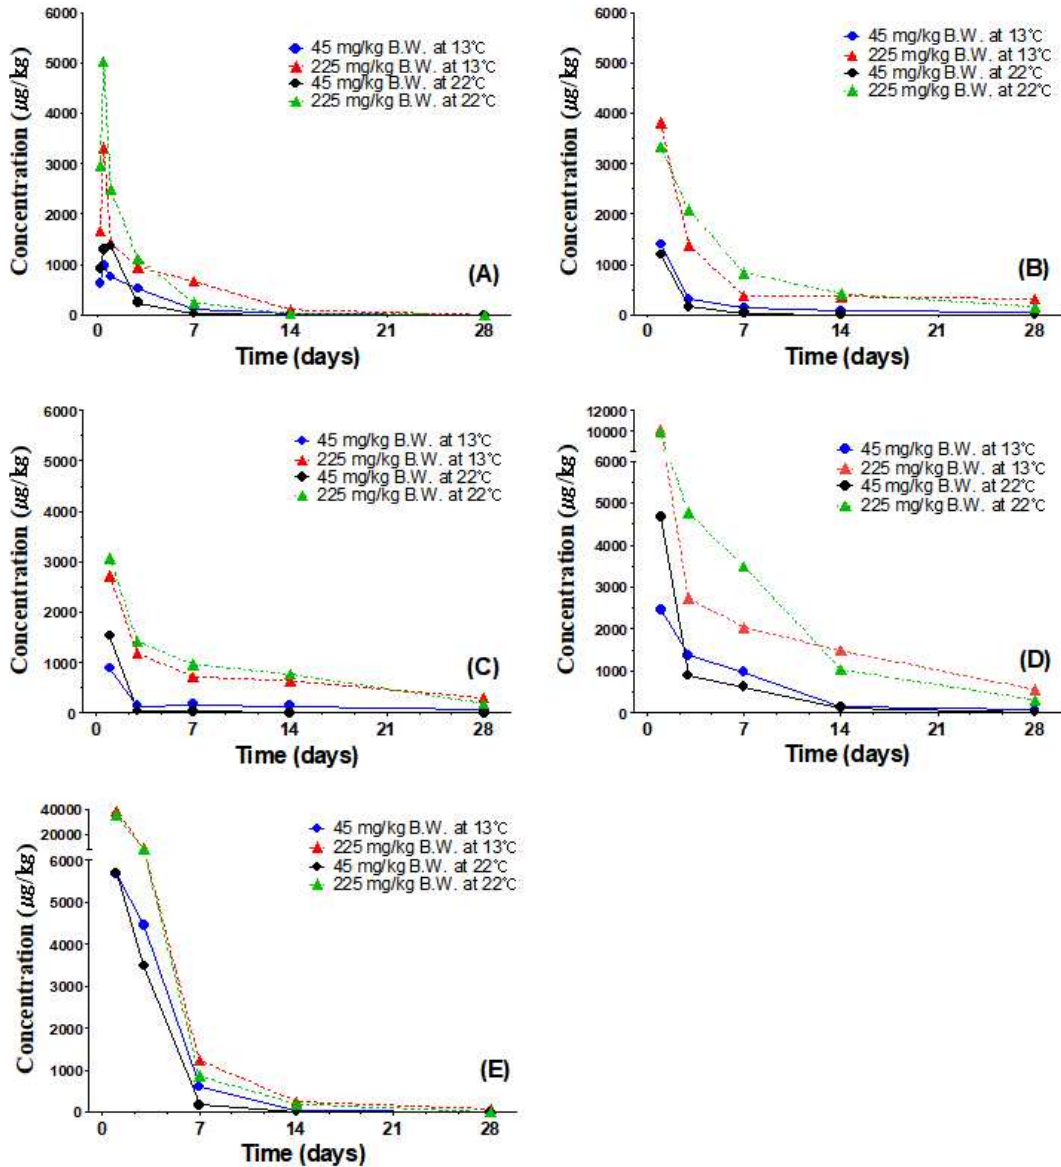 6000
5000
4000
3000
2000
1000
0
Concentration (μg/kg)
45 mg/kg B.W. at 13℃
225 mg/kg B.W. at 13℃
45 mg/kg B.W. at 22℃
225 mg/kg B.W. at 22℃
(A)
0 7 14 21 28
Time (days)
6000
5000
4000
3000
2000
1000
0
Concentration (μg/kg)
45 mg/kg B.W. at 13℃
225 mg/kg B.W. at 13℃
45 mg/kg B.W. at 22℃
225 mg/kg B.W. at 22℃
(B)
0 7 14 21 28
Time (days)
6000
5000
4000
3000
2000
1000
0
Concentration (μg/kg)
45 mg/kg B.W. at 13℃
225 mg/kg B.W. at 13℃
45 mg/kg B.W. at 22℃
225 mg/kg B.W. at 22℃
(C)
0 7 14 21 28
Time (days)
12000
10000
6000
5000
4000
3000
2000
1000
0
Concentration (μg/kg)
45 mg/kg B.W. at 13℃
225 mg/kg B.W. at 13℃
45 mg/kg B.W. at 22℃
225 mg/kg B.W. at 22℃
(D)
0 7 14 21 28
Time (days)
40000
20000
6000
5000
4000
3000
2000
1000
0
Concentration (μg/kg)
45 mg/kg B.W. at 13℃
225 mg/kg B.W. at 13℃
45 mg/kg B.W. at 22℃
225 mg/kg B.W. at 22℃
(E)
0 7 14 21 28
Time (days)